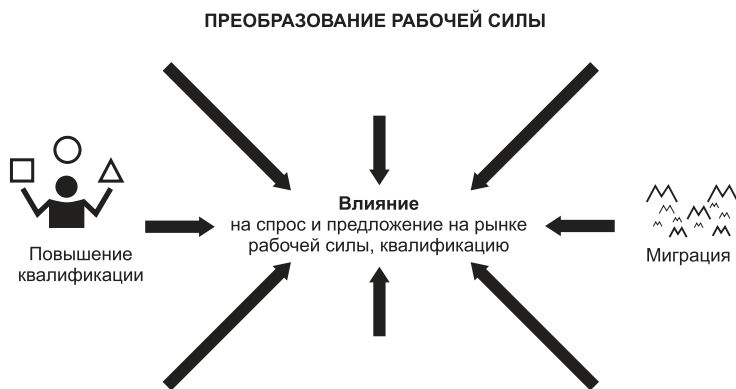 ПРЕОБРАЗОВАНИЕ РАБОЧЕЙ СИЛЫ
Влияние
на спрос и предложение на рынке
рабочей силы, квалификацию
Повышение
квалификации
Миграция